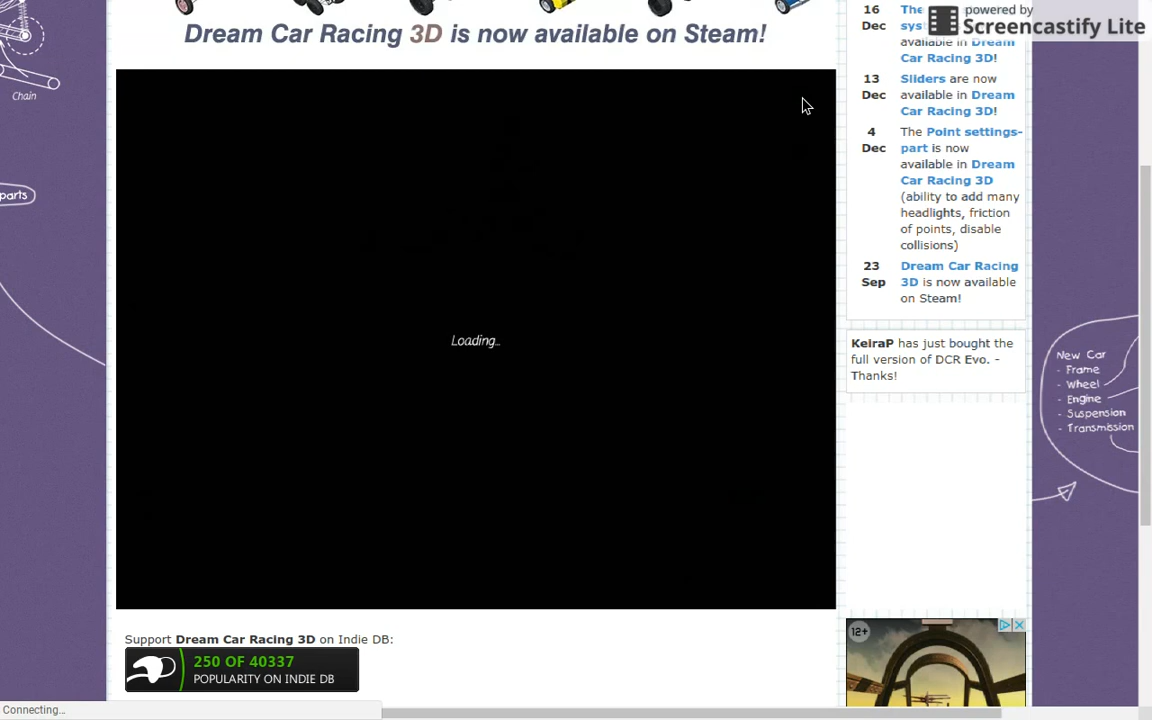 Dream Car Racing 3D is now available on Steam!
Chain
parts
Loading..
16 Dec
The
sys
available in Dream
Car Racing 3D!
13 Dec
Sliders are now
available in Dream
Car Racing 3D!
4 Dec
The Point settings-
part is now
available in Dream
Car Racing 3D
(ability to add many
headlights, friction
of points, disable
collisions)
23 Sep
Dream Car Racing
3D is now available
on Steam!
KeiraP has just bought the
full version of DCR Evo. -
Thanks!
New Car
- Frame
- Wheel
- Engine
- Suspension
- Transmission
Support Dream Car Racing 3D on Indie DB:
250 OF 40337
POPULARITY ON INDIE DB
12+
Connecting...
powered by
Screencastify Lite